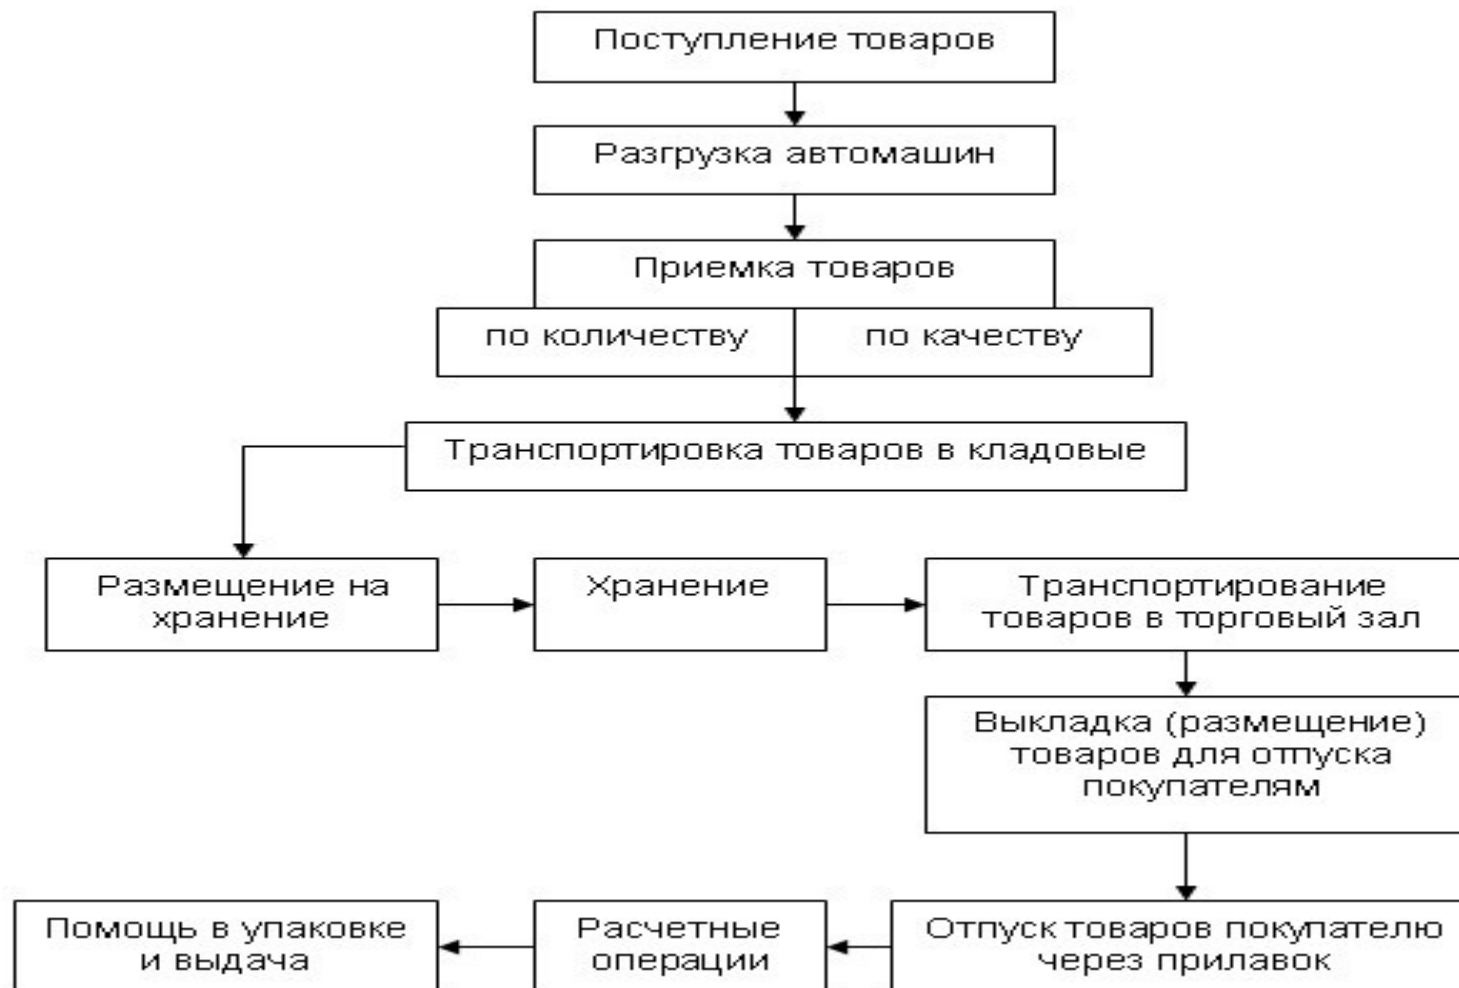 Поступление товаров
Разгрузка автомашин
Приемка товаров
по количеству
по качеству
Транспортировка товаров в кладовые
Размещение на
хранение
Хранение
Транспортирование
товаров в торговый зал
Выкладка (размещение)
товаров для отпуска
покупателям
Отпуск товаров покупателю
через прилавок
Расчетные
операции
Помощь в упаковке
и выдача